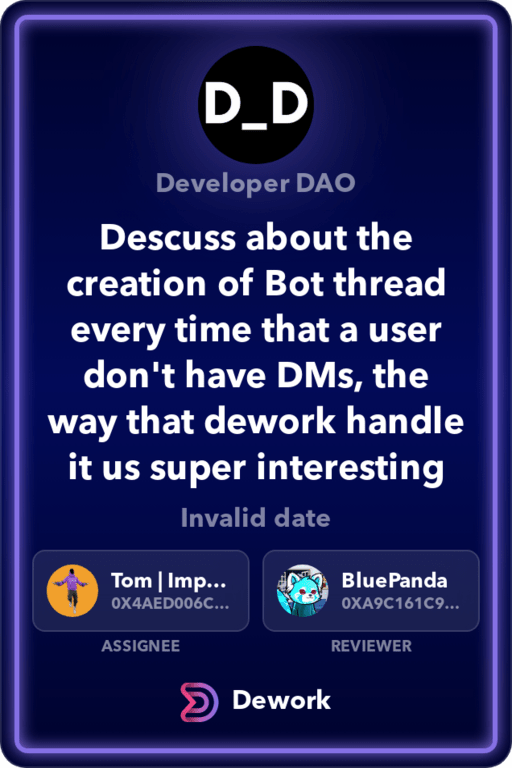 D_D
Developer DAO
Descuss about the
creation of Bot thread
every time that a user
don't have DMs, the
way that dework handle
it us super interesting
Invalid date
Tom | Imp...
0X4AED006C...
ASSIGNEE
BluePanda
0XA9C161C9...
REVIEWER
Dework